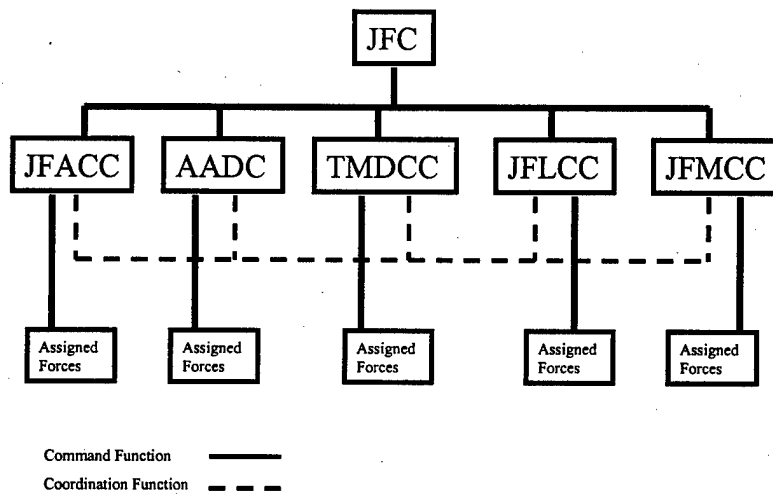 JFC
JFACC
AADC
TMDCC
JFLCC
JFMCC
Assigned
Forces
Assigned
Forces
Assigned
Forces
Assigned
Forces
Assigned
Forces
Command Function
Coordination Function